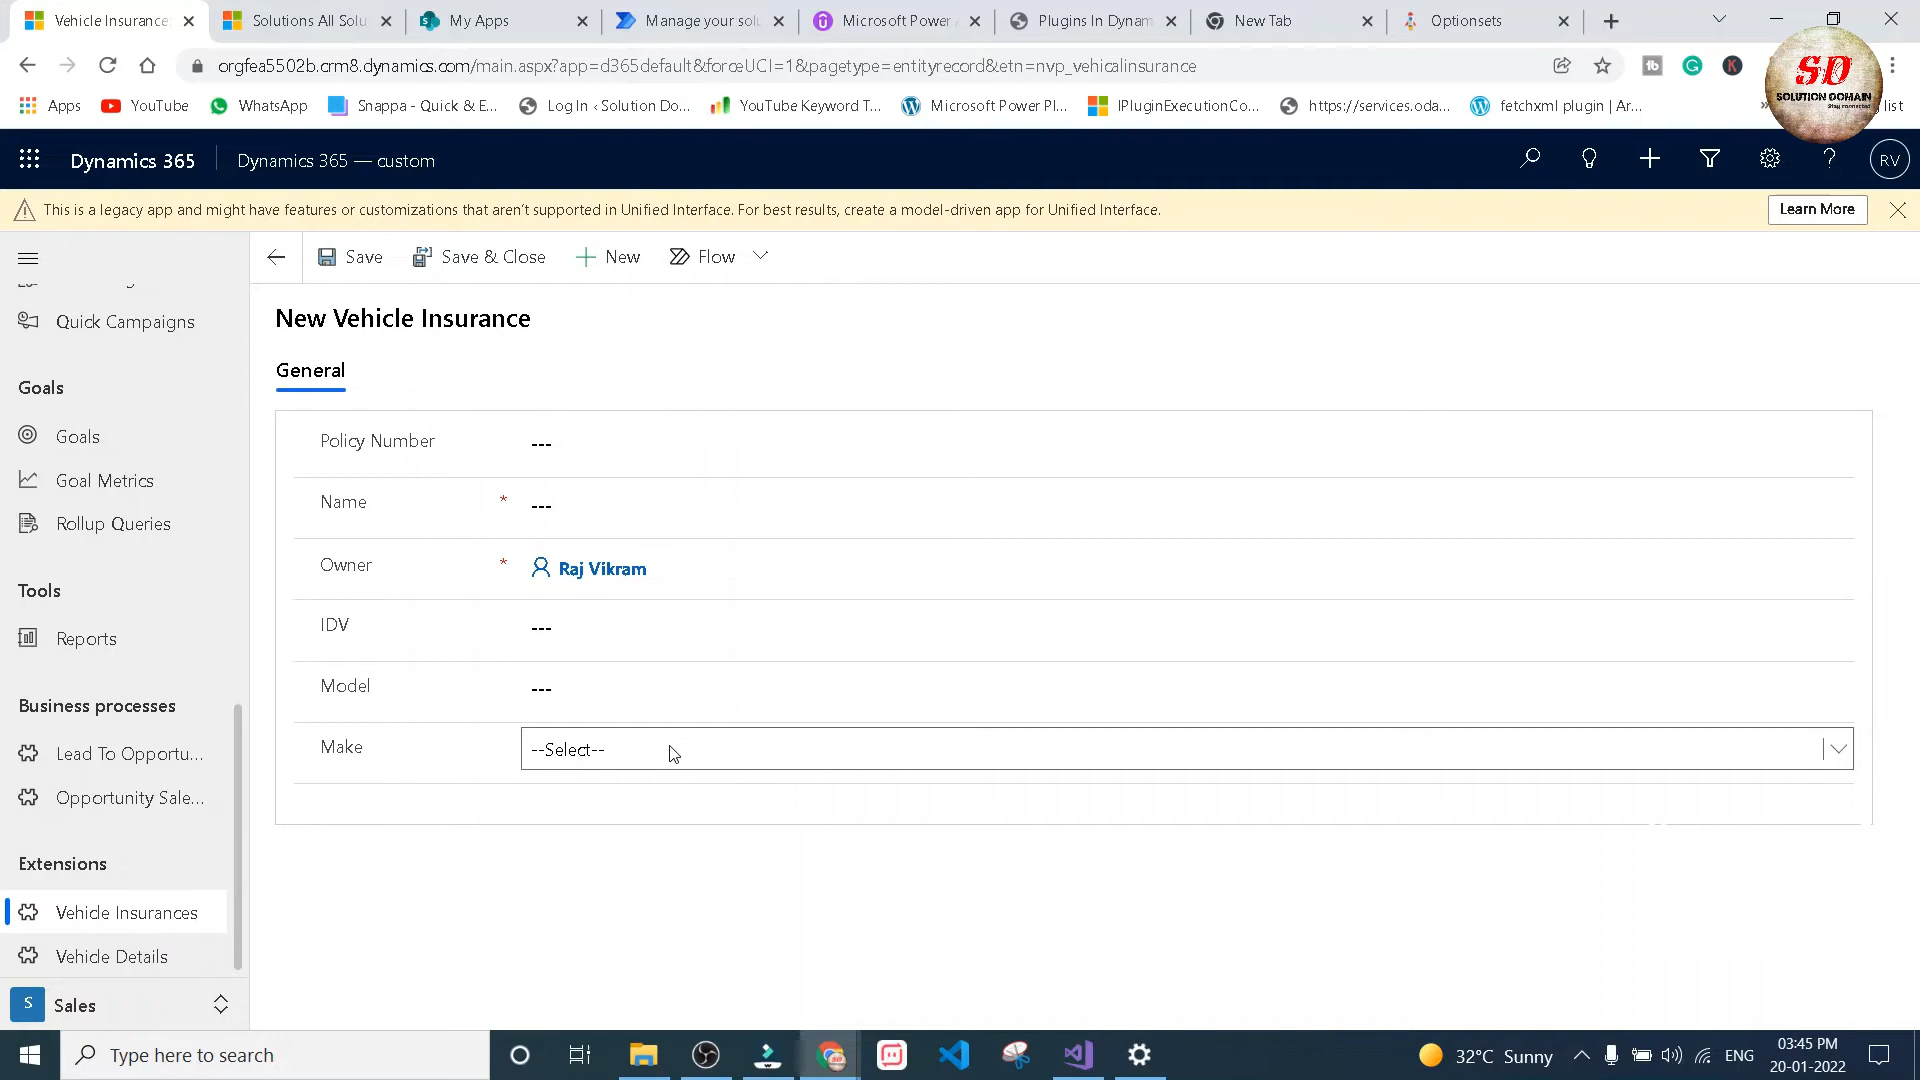 Vehicle Insurance:
Solutions All Solu
My Apps
Manage your solu
Microsoft Power A
Plugins In Dynam
New Tab
Optionsets
orgfea5502b.crm8.dynamics.com/main.aspx?app=d365default&forceUCI=1&pagetype=entityrecord&etn=nvp_vehicalinsurance
SD
SOLUTION DOMAIN
Stay connected
Apps
YouTube
WhatsApp
Snappa - Quick & E...
Log In ‹ Solution Do...
YouTube Keyword T...
Microsoft Power Pl...
IPluginExecutionCo...
https://services.oda...
fetchxml plugin | Ar...
list
Dynamics 365
Dynamics 365 — custom
RV
This is a legacy app and might have features or customizations that aren't supported in Unified Interface. For best results, create a model-driven app for Unified Interface.
Learn More
Save
Save & Close
New
Flow
Quick Campaigns
Goals
Goals
Goal Metrics
Rollup Queries
Tools
Reports
Business processes
Lead To Opportu...
Opportunity Sale...
Extensions
Vehicle Insurances
Vehicle Details
S
Sales
New Vehicle Insurance
General
Policy Number
---
Name
*
---
Owner
*
Raj Vikram
IDV
---
Model
---
Make
--Select--
Type here to search
32°C Sunny
ENG
03:45 PM
20-01-2022